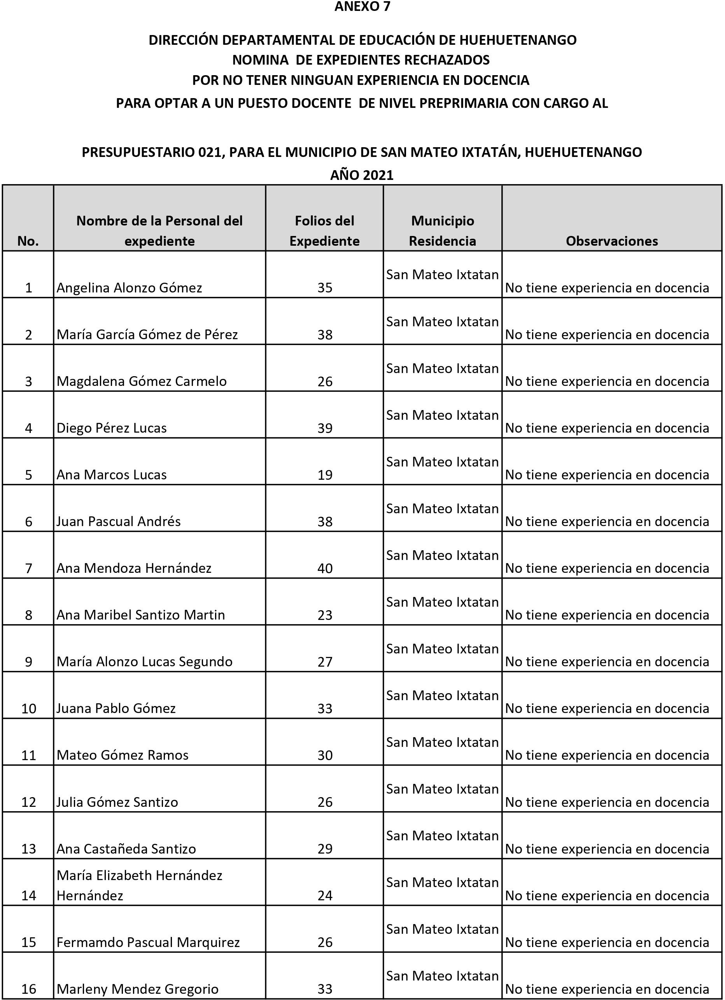 ANEXO 7
DIRECCIÓN DEPARTAMENTAL DE EDUCACIÓN DE HUEHUETENANGO
NOMINA  DE EXPEDIENTES RECHAZADOS
POR NO TENER NINGUAN EXPERIENCIA EN DOCENCIA
PARA OPTAR A UN PUESTO DOCENTE  DE NIVEL PREPRIMARIA CON CARGO AL
PRESUPUESTARIO 021, PARA EL MUNICIPIO DE SAN MATEO IXTATÁN, HUEHUETENANGO
AÑO 2021
No. Nombre de la Personal del expediente Folios del Expediente Municipio Residencia Observaciones
1 Angelina Alonzo Gómez 35 San Mateo Ixtatan No tiene experiencia en docencia
2 María García Gómez de Pérez 38 San Mateo Ixtatan No tiene experiencia en docencia
3 Magdalena Gómez Carmelo 26 San Mateo Ixtatan No tiene experiencia en docencia
4 Diego Pérez Lucas 39 San Mateo Ixtatan No tiene experiencia en docencia
5 Ana Marcos Lucas 19 San Mateo Ixtatan No tiene experiencia en docencia
6 Juan Pascual Andrés 38 San Mateo Ixtatan No tiene experiencia en docencia
7 Ana Mendoza Hernández 40 San Mateo Ixtatan No tiene experiencia en docencia
8 Ana Maribel Santizo Martin 23 San Mateo Ixtatan No tiene experiencia en docencia
9 María Alonzo Lucas Segundo 27 San Mateo Ixtatan No tiene experiencia en docencia
10 Juana Pablo Gómez 33 San Mateo Ixtatan No tiene experiencia en docencia
11 Mateo Gómez Ramos 30 San Mateo Ixtatan No tiene experiencia en docencia
12 Julia Gómez Santizo 26 San Mateo Ixtatan No tiene experiencia en docencia
13 Ana Castañeda Santizo 29 San Mateo Ixtatan No tiene experiencia en docencia
14 María Elizabeth Hernández Hernández 24 San Mateo Ixtatan No tiene experiencia en docencia
15 Fermamdo Pascual Marquirez 26 San Mateo Ixtatan No tiene experiencia en docencia
16 Marleny Mendez Gregorio 33 San Mateo Ixtatan No tiene experiencia en docencia